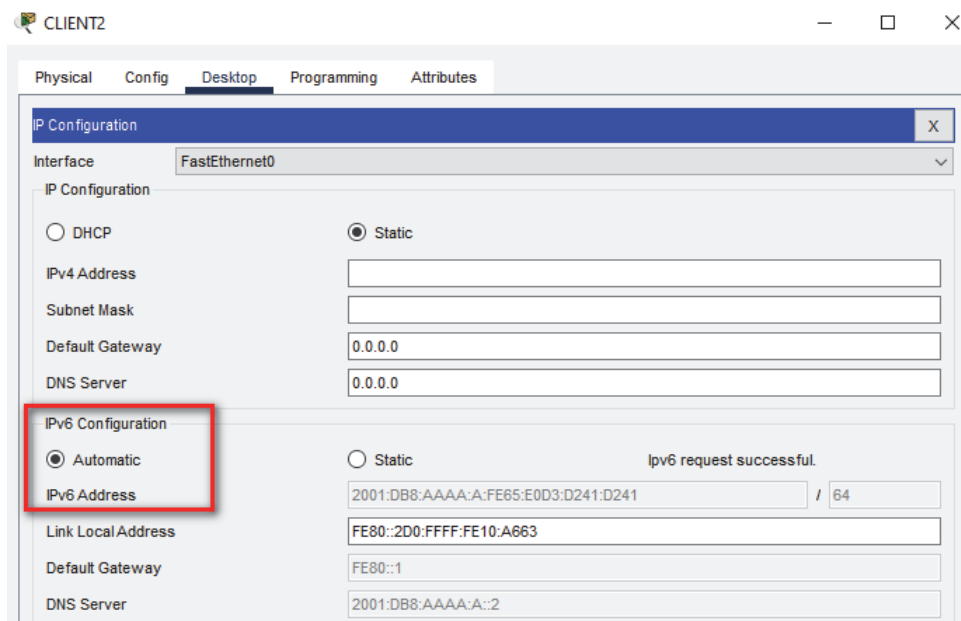 CLIENT2
Physical Config Desktop Programming Attributes
IP Configuration X
Interface FastEthernet0
IP Configuration
DHCP Static
IPv4 Address
Subnet Mask
Default Gateway 0.0.0.0
DNS Server 0.0.0.0
IPv6 Configuration
Automatic Static Ipv6 request successful.
IPv6 Address 2001:DB8:AAAA:A:FE65:E0D3:D241:D241 / 64
Link Local Address FE80::2D0:FFFF:FE10:A663
Default Gateway FE80::1
DNS Server 2001:DB8:AAAA:A::2